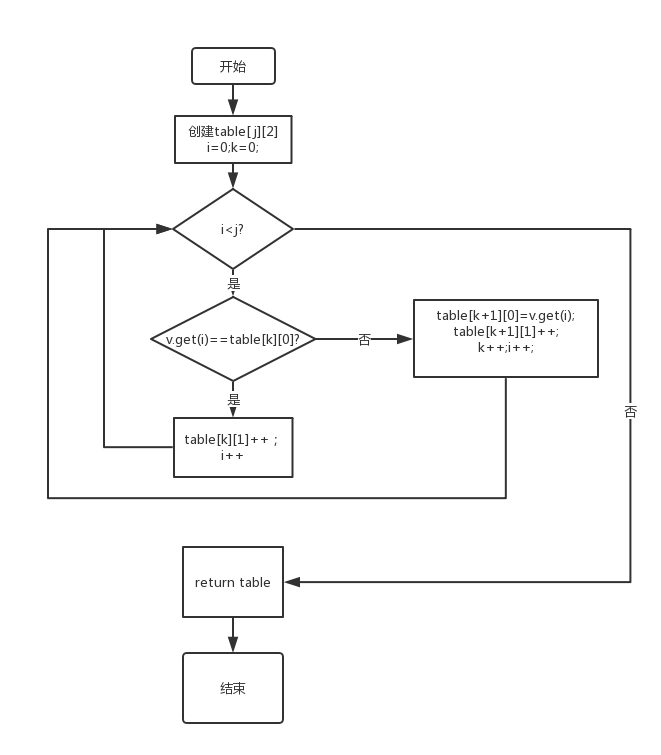 开始
创建table[j][2]
i=0;k=0;
i<j?
是
v.get(i)==table[k][0]?
否
table[k+1][0]=v.get(i);
table[k+1][1]++;
k++;i++;
否
是
table[k][1]++ ;
i++
return table
结束